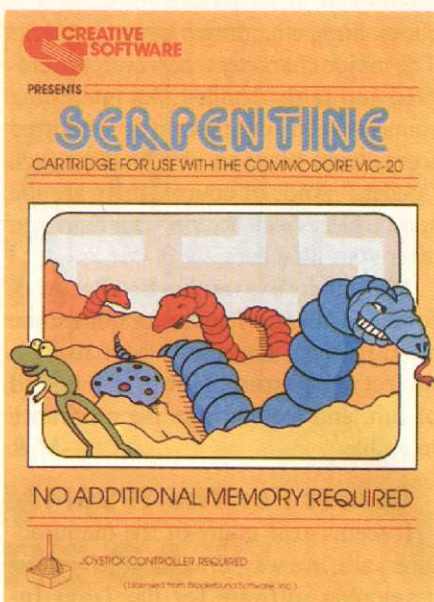 CREATIVE
SOFTWARE
PRESENTS
SERPENTINE
CARTRIDGE FOR USE WITH THE COMMODORE VIC-20
NO ADDITIONAL MEMORY REQUIRED
JOYSTICK CONTROLLER REQUIRED
(Licensed from Broderbund Software, Inc.)